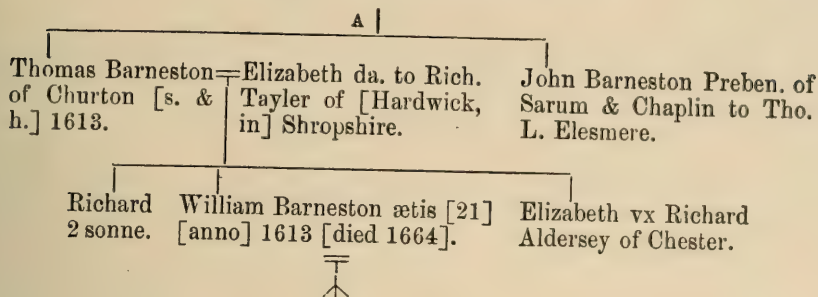 A
Thomas Barneston
of Churton [s. &
h.] 1613.
Elizabeth da. to Rich.
Tayler of [Hardwick,
in] Shropshire.
John Barneston Preben. of
Sarum & Chaplin to Tho.
L. Elesmere.
Richard
2 sonne.
William Barneston ætis [21]
[anno] 1613 [died 1664].
Elizabeth vx Richard
Aldersey of Chester.